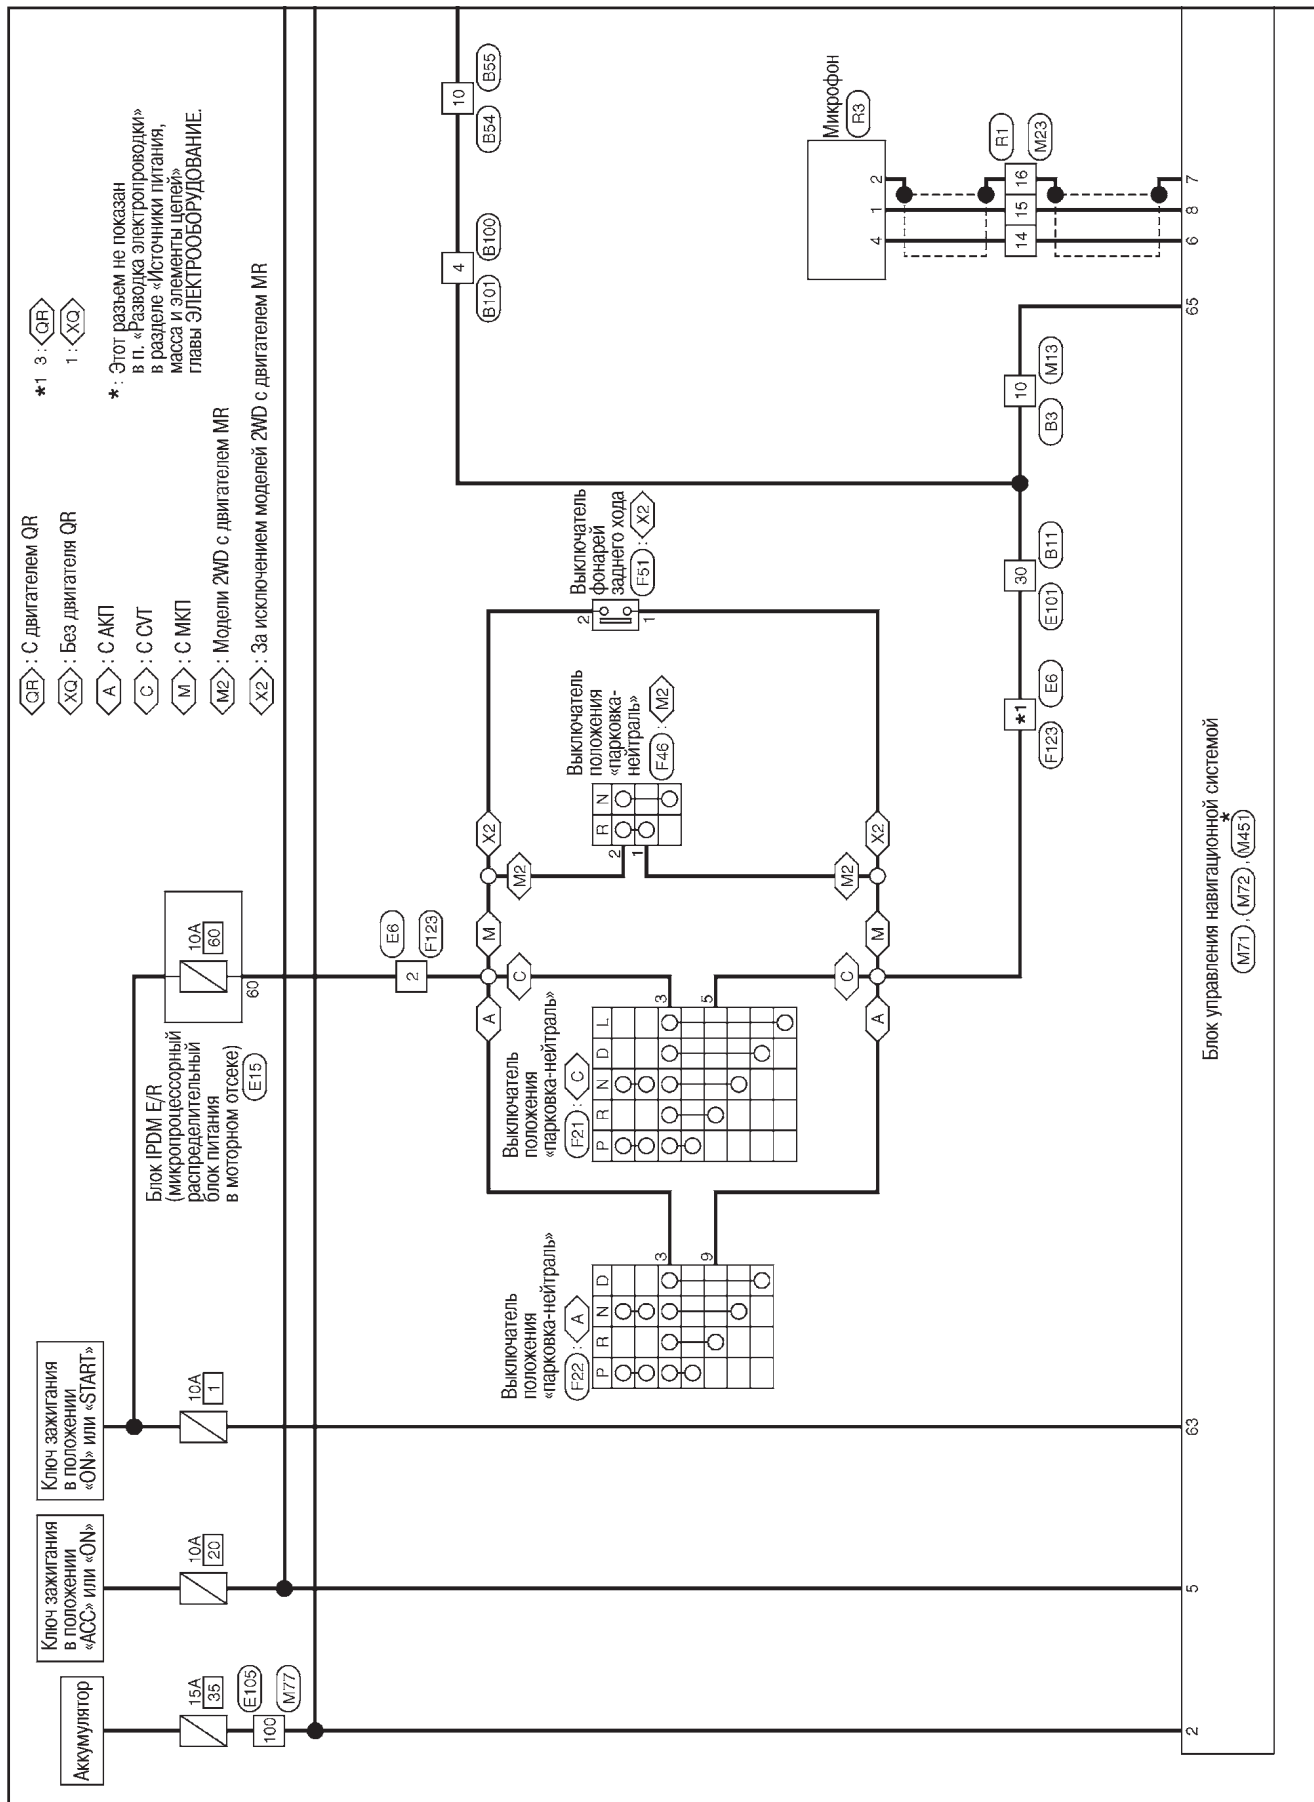 QR : С двигателем QR
XQ : Без двигателя QR
A : С АКП
C : С CVT
M : С МКП
M2 : Модели 2WD с двигателем MR
X2 : За исключением моделей 2WD с двигателем MR
*1 3 : QR
1 : XQ
* : Этот разъем не показан
в п. «Разводка электропроводки»
в разделе «Источники питания,
масса и элементы цепей»
главы ЭЛЕКТРООБОРУДОВАНИЕ.
Аккумулятор
15A
35
100
E105
M77
2
Ключ зажигания
в положении
«ACC» или «ON»
10A
20
5
Ключ зажигания
в положении
«ON» или «START»
10A
1
63
Блок IPDM E/R
(микропроцессорный
распределительный
блок питания
в моторном отсеке)
E15
10A
60
60
2
E6
F123
A
C
M
X2
M2
Выключатель
положения
«парковка-нейтраль»
F22 : A
P R N D
3
9
Выключатель
положения
«парковка-нейтраль»
F21 : C
P R N D L
3
5
Выключатель
положения
«парковка-
нейтраль»
F46 : M2
R N
2
1
Выключатель
фонарей
заднего хода
F51 : X2
2
1
A
C
M
M2
X2
*1
F123
E6
30
E101
B11
10
B3
M13
65
4
B101
B100
10
B54
B55
Микрофон
R3
4 1 2
14 15 16
R1
M23
6 8 7
Блок управления навигационной системой
M71 , M72 , M451 *